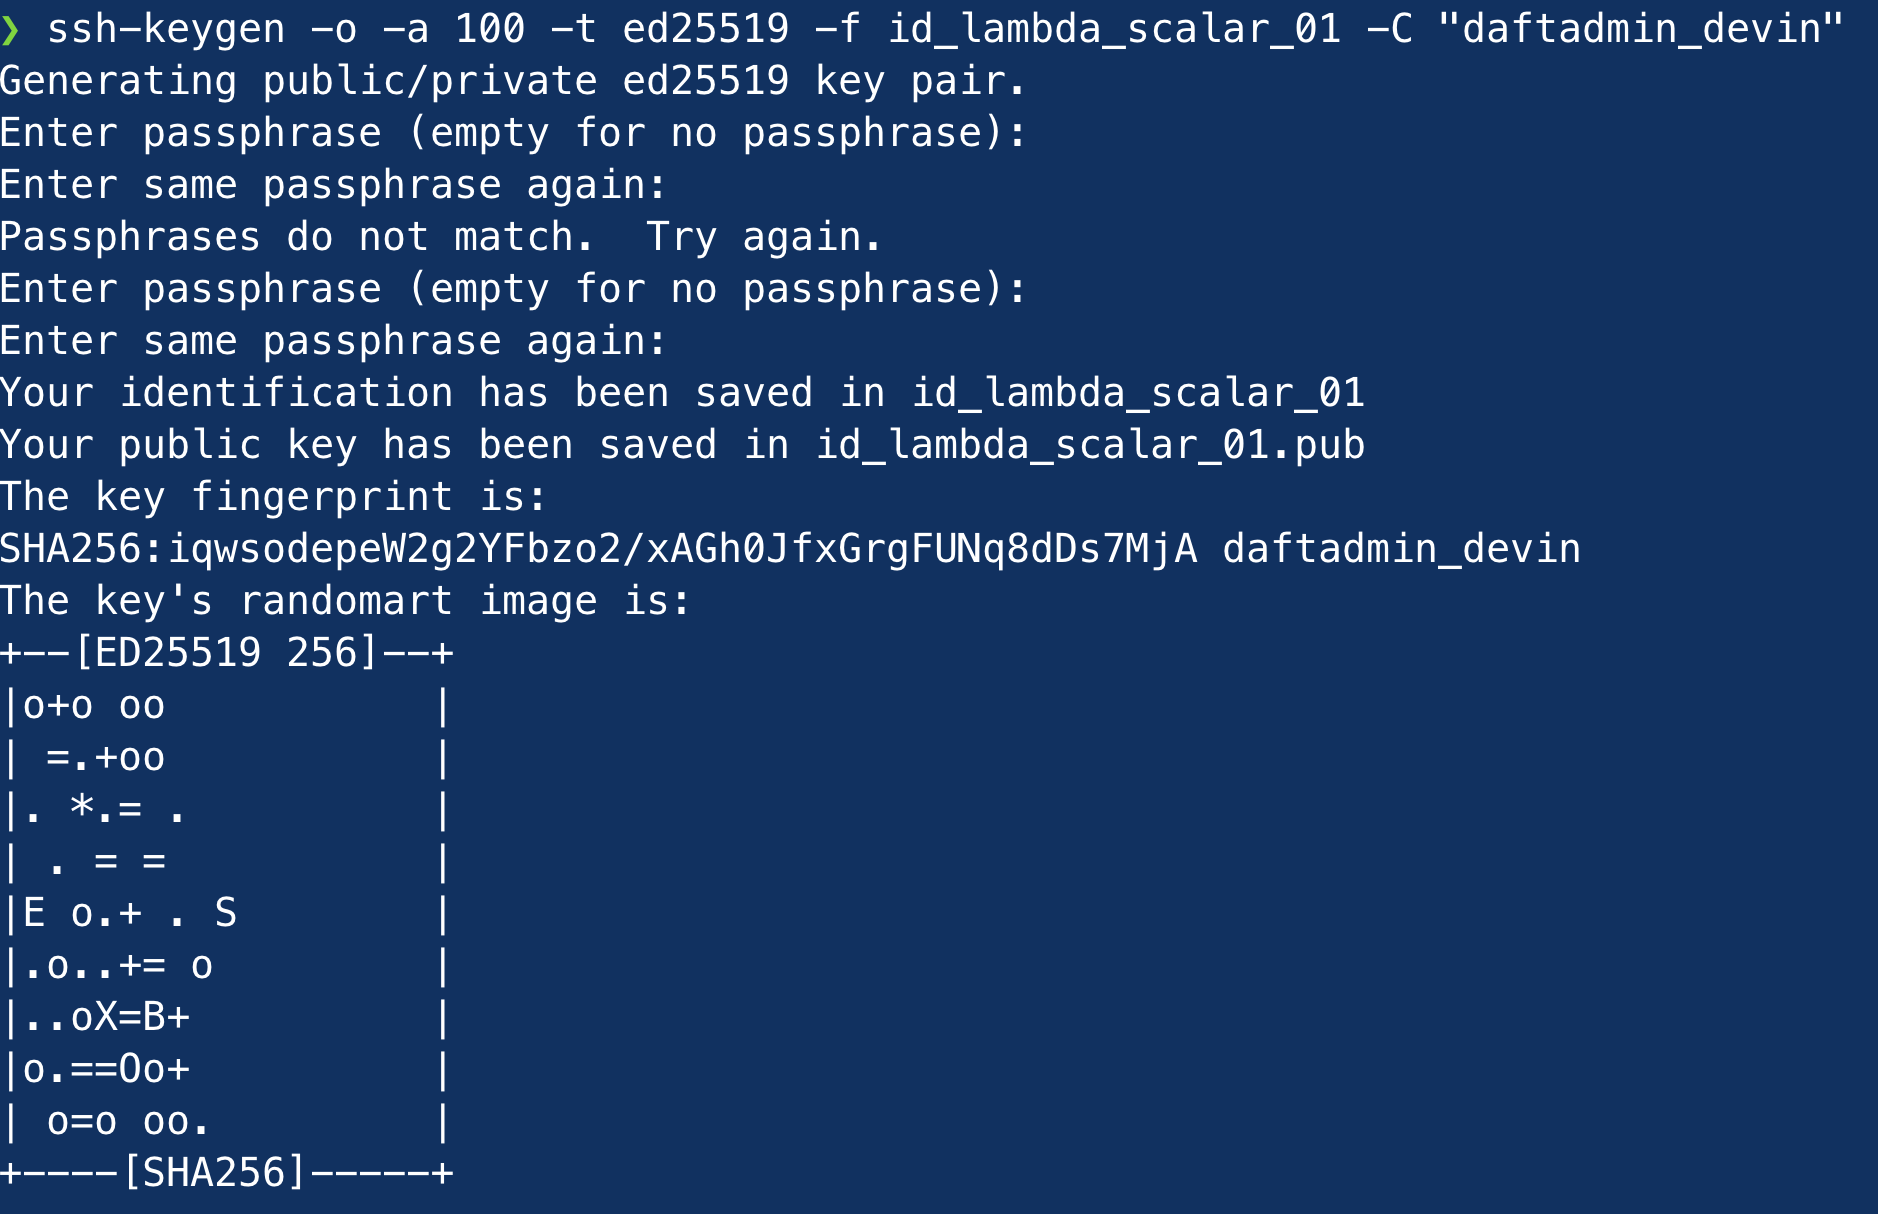 ❯ ssh-keygen -o -a 100 -t ed25519 -f id_lambda_scalar_01 -C "daftadmin_devin"
Generating public/private ed25519 key pair.
Enter passphrase (empty for no passphrase):
Enter same passphrase again:
Passphrases do not match.  Try again.
Enter passphrase (empty for no passphrase):
Enter same passphrase again:
Your identification has been saved in id_lambda_scalar_01
Your public key has been saved in id_lambda_scalar_01.pub
The key fingerprint is:
SHA256:iqwsodepeW2g2YFbzo2/xAGh0JfxGrgFUNq8dDs7MjA daftadmin_devin
The key's randomart image is:
+--[ED25519 256]--+
|o+o oo           |
| =.+oo           |
|. *.= .          |
| . = =           |
|E o.+ . S        |
|.o..+= o         |
|..oX=B+          |
|o.==Oo+          |
| o=o oo.         |
+----[SHA256]-----+